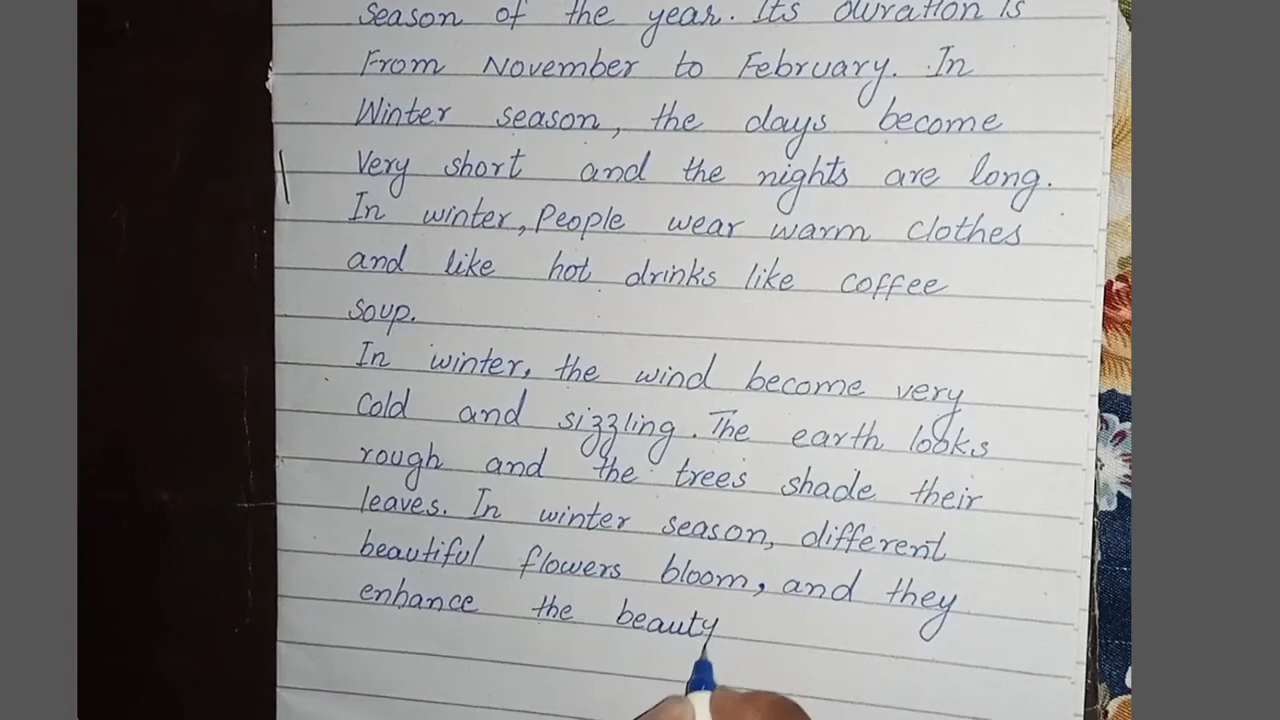 season of the year. Its duration is
From November to February. In
Winter season, the days become
Very short and the nights are long.
In winter, People wear warm clothes
and like hot drinks like coffee
soup.
In winter, the wind become very
cold and sizzling. The earth looks
rough and the trees shade their
leaves. In winter season, different
beautiful flowers bloom, and they
enhance the beauty